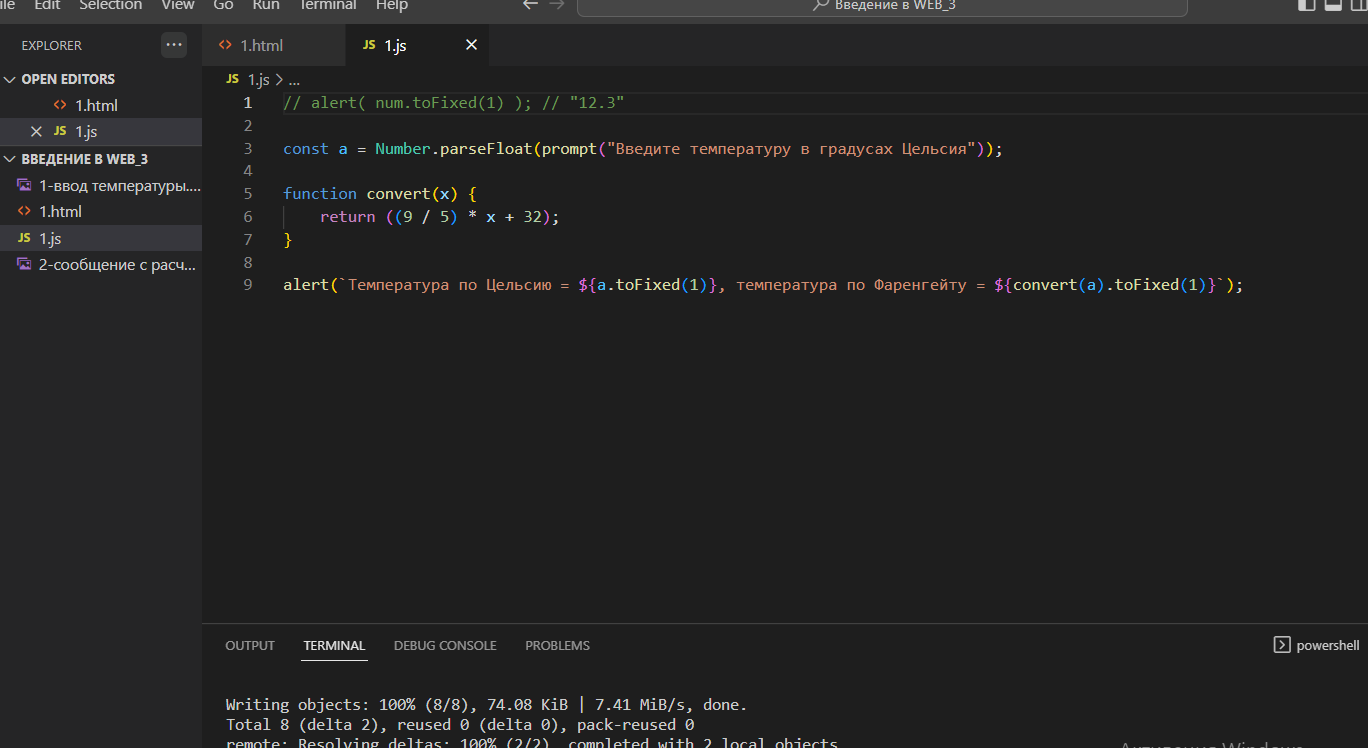 Edit Selection View Go Run Terminal Help Введение в WEB_3
EXPLORER ...
1.html
JS 1.js
OPEN EDITORS
1.html
JS 1.js
ВВЕДЕНИЕ В WEB_3
1-ввод температуры....
1.html
JS 1.js
2-сообщение с расч...
JS 1.js > ...
1 // alert( num.toFixed(1) ); // "12.3"
2
3 const a = Number.parseFloat(prompt("Введите температуру в градусах Цельсия"));
4
5 function convert(x) {
6 return ((9 / 5) * x + 32);
7 }
8
9 alert(`Температура по Цельсию = ${a.toFixed(1)}, температура по Фаренгейту = ${convert(a).toFixed(1)}`);
OUTPUT TERMINAL DEBUG CONSOLE PROBLEMS
powershell
Writing objects: 100% (8/8), 74.08 KiB | 7.41 MiB/s, done.
Total 8 (delta 2), reused 0 (delta 0), pack-reused 0
remote: Resolving deltas: 100% (2/2), completed with 2 local objects.
Активация Windows